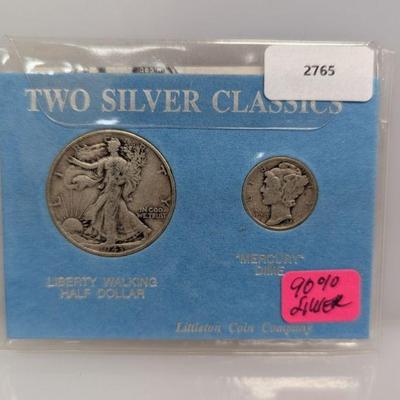 2765
TWO SILVER CLASSICS
LIBERTY
IN GOD
WE TRUST
LIBERTY WALKING
HALF DOLLAR
"MERCURY"
DIME
90%
SILVER
Littleton Coin Company